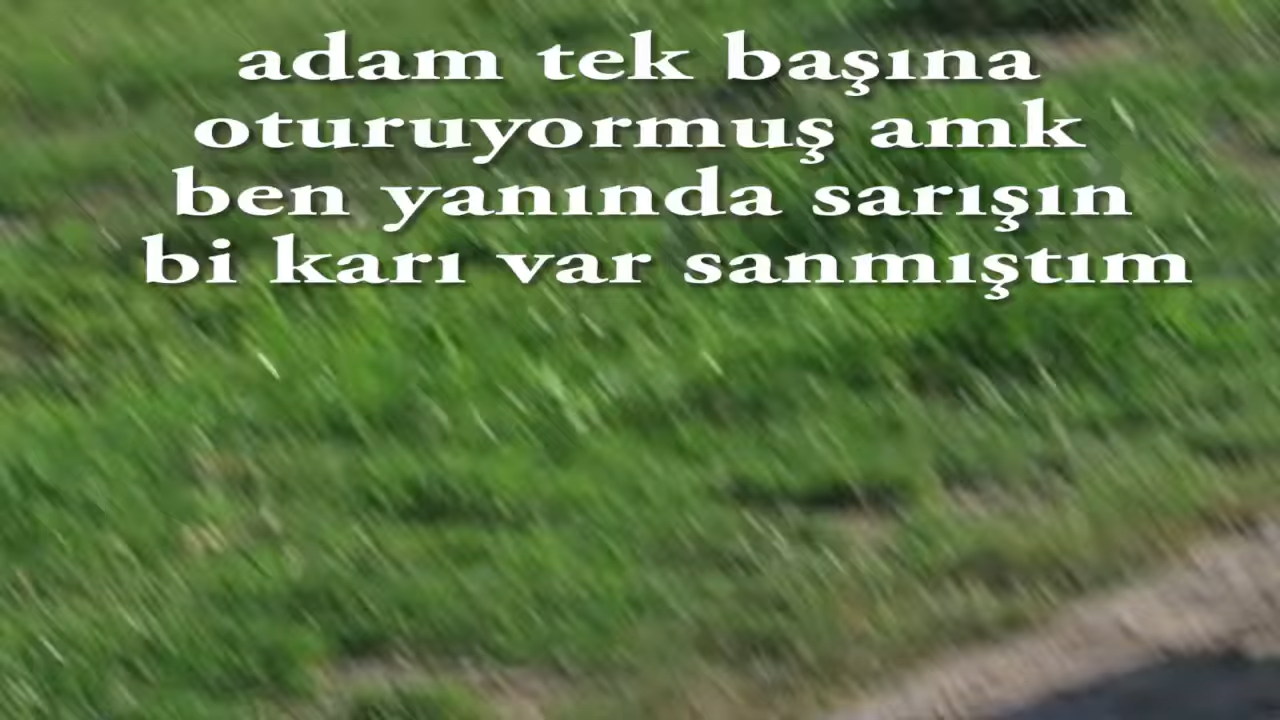 adam tek başına
oturuyormuş amk
ben yanında sarışın
bi karı var sanmıştım